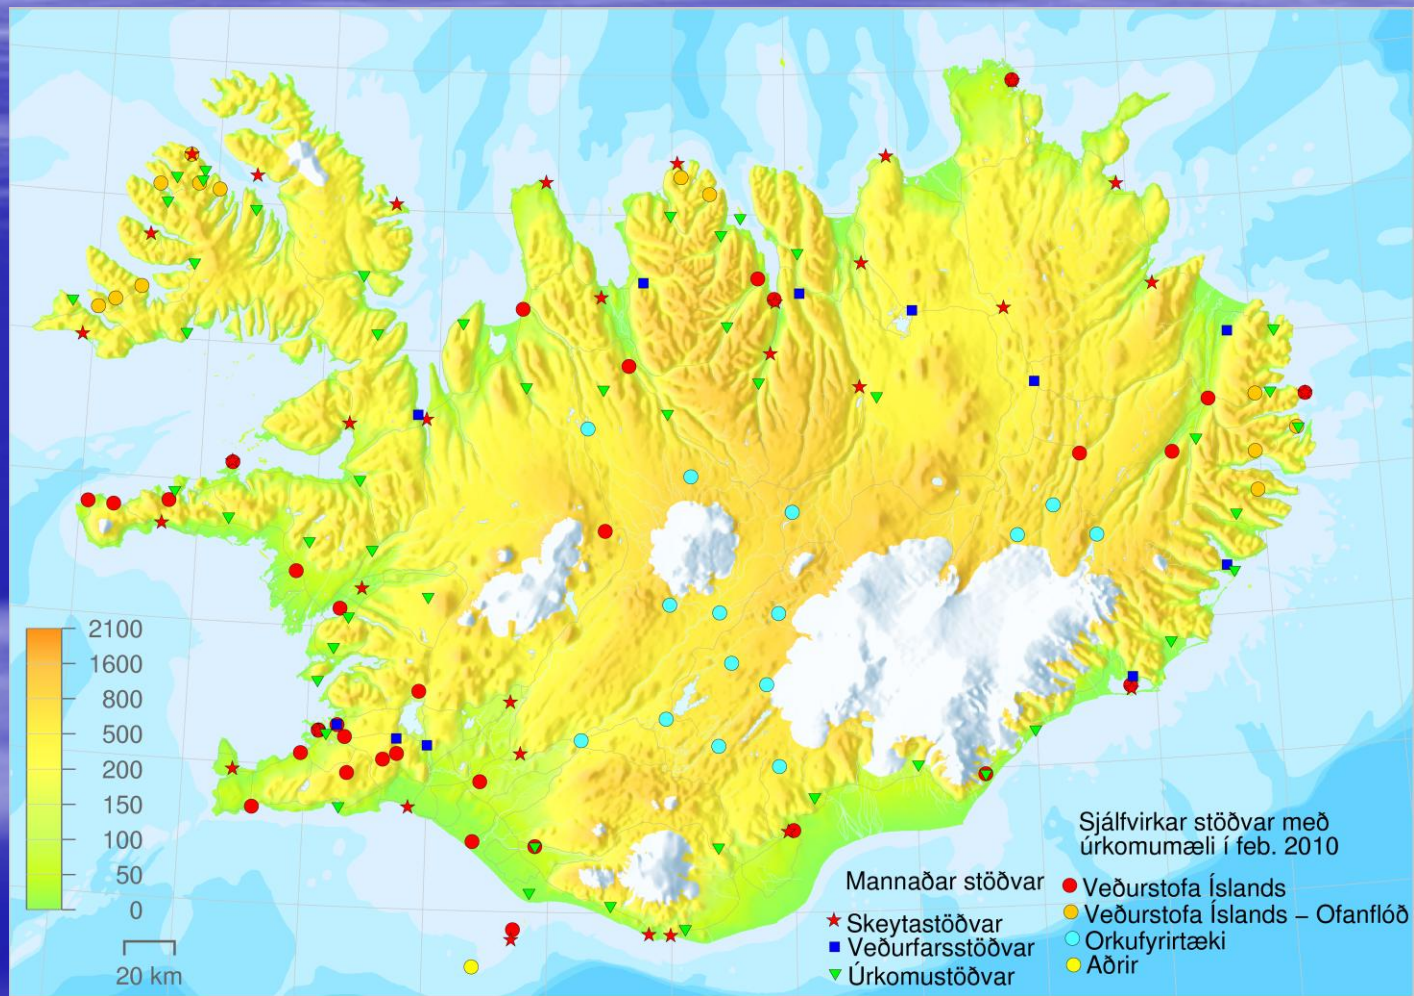 2100
1600
800
500
200
150
100
50
0
20 km
Mannaðar stöðvar
Skeytastöðvar
Veðurfarsstöðvar
Úrkomustöðvar
Sjálfvirkar stöðvar með
úrkomumæli í feb. 2010
Veðurstofa Íslands
Veðurstofa Íslands – Ofanflóð
Orkufyrirtæki
Aðrir